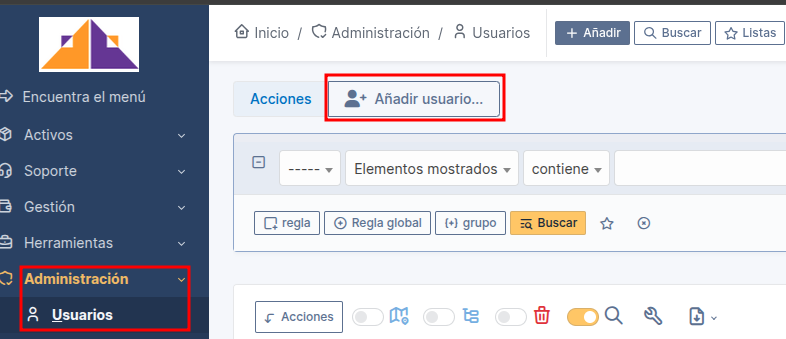 Inicio / Administración / Usuarios
Añadir
Buscar
Listas
Encuentra el menú
Activos
Soporte
Gestión
Herramientas
Administración
Usuarios
Acciones
Añadir usuario...
-----
Elementos mostrados
contiene
regla
Regla global
grupo
Buscar
Acciones